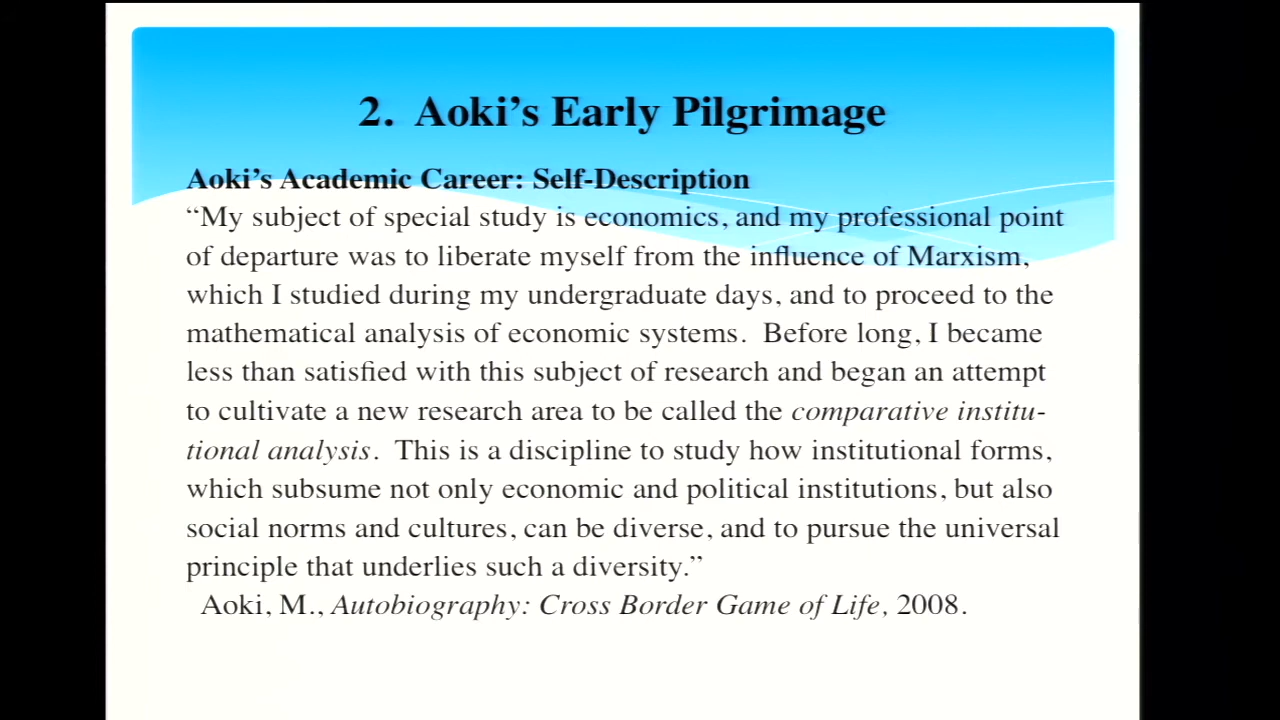 2. Aoki’s Early Pilgrimage
Aoki’s Academic Career: Self-Description
“My subject of special study is economics, and my professional point
of departure was to liberate myself from the influence of Marxism,
which I studied during my undergraduate days, and to proceed to the
mathematical analysis of economic systems.  Before long, I became
less than satisfied with this subject of research and began an attempt
to cultivate a new research area to be called the comparative institu-
tional analysis.  This is a discipline to study how institutional forms,
which subsume not only economic and political institutions, but also
social norms and cultures, can be diverse, and to pursue the universal
principle that underlies such a diversity.”
Aoki, M., Autobiography: Cross Border Game of Life, 2008.